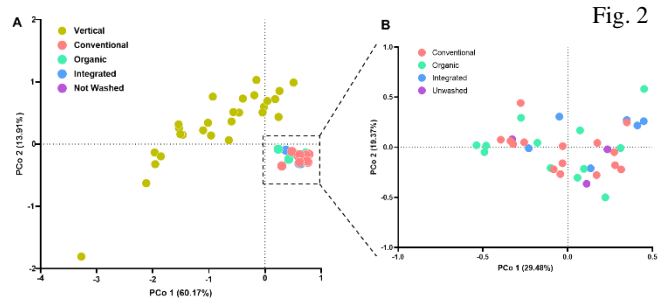 Fig. 2
A
Vertical
Conventional
Organic
Integrated
Not Washed
PCo 2 (13.91%)
2
1
0
-1
-2
-4
-3
-2
-1
0
1
PCo 1 (60.17%)
B
Conventional
Organic
Integrated
Unwashed
PCo 2 (19.37%)
1.0
0.5
0.0
-0.5
-1.0
-1.0
-0.5
0.0
0.5
PCo 1 (29.48%)